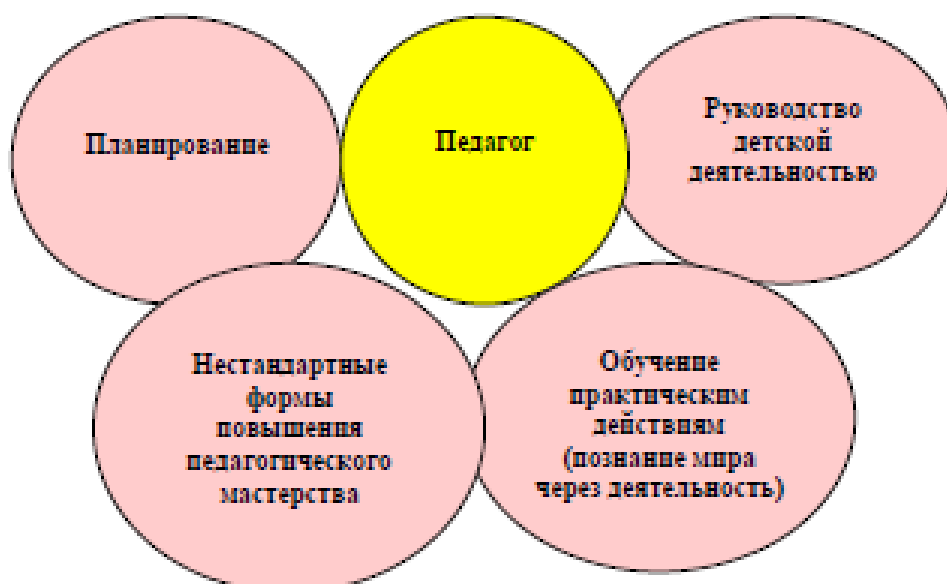 Планирование
Педагог
Руководство
детской
деятельностью
Нестандартные
формы
повышения
педагогического
мастерства
Обучение
практическим
действиям
(познание мира
через деятельность)